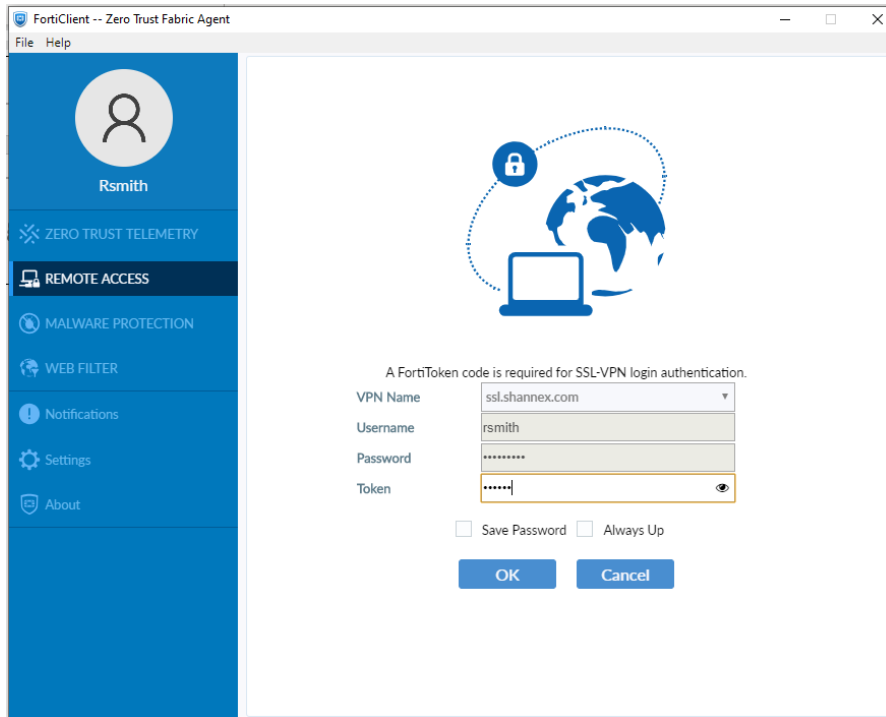 FortiClient -- Zero Trust Fabric Agent
File Help
Rsmith
ZERO TRUST TELEMETRY
REMOTE ACCESS
MALWARE PROTECTION
WEB FILTER
Notifications
Settings
About
A FortiToken code is required for SSL-VPN login authentication.
VPN Name ssl.shannex.com
Username rsmith
Password •••••••••
Token ••••••
Save Password Always Up
OK Cancel